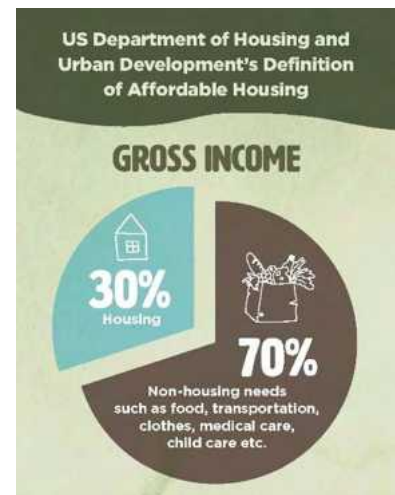 US Department of Housing and
Urban Development's Definition
of Affordable Housing
GROSS INCOME
30%
Housing
70%
Non-housing needs
such as food, transportation,
clothes, medical care,
child care etc.